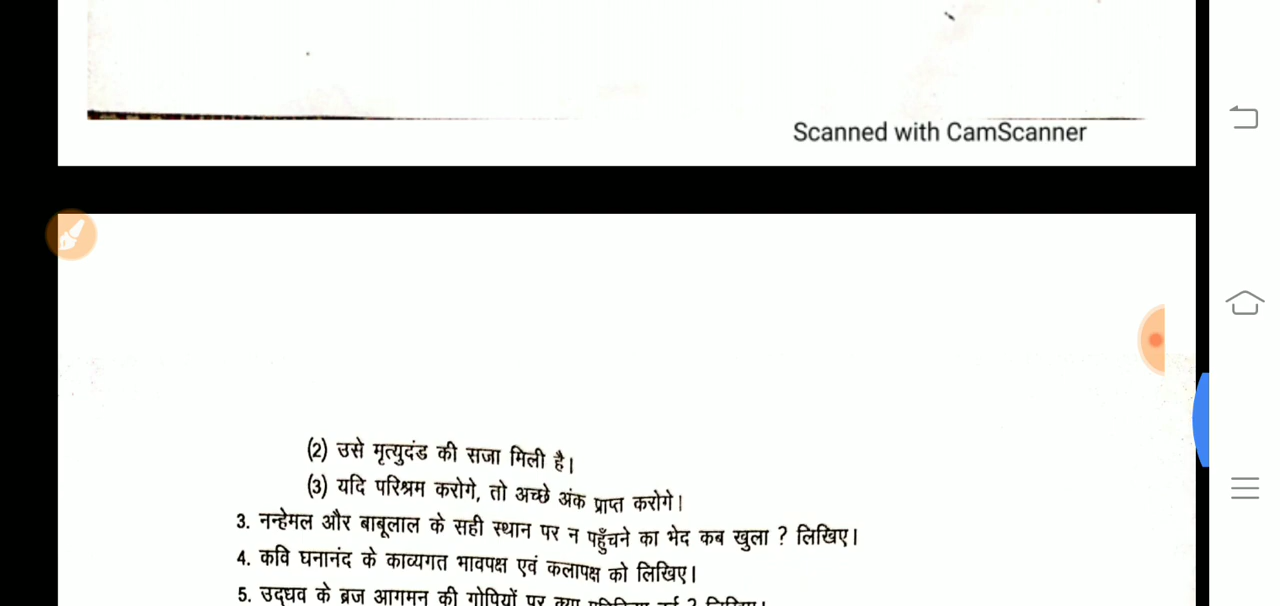 Scanned with CamScanner
(2) उसे मृत्युदंड की सजा मिली है।
(3) यदि परिश्रम करोगे, तो अच्छे अंक प्राप्त करोगे।
3. नन्हेमल और बाबूलाल के सही स्थान पर न पहुँचने का भेद कब खुला ? लिखिए।
4. कवि घनानंद के काव्यगत भावपक्ष एवं कलापक्ष को लिखिए।
5. उद्धव के ब्रज आगमन की गोपियों पर क्या